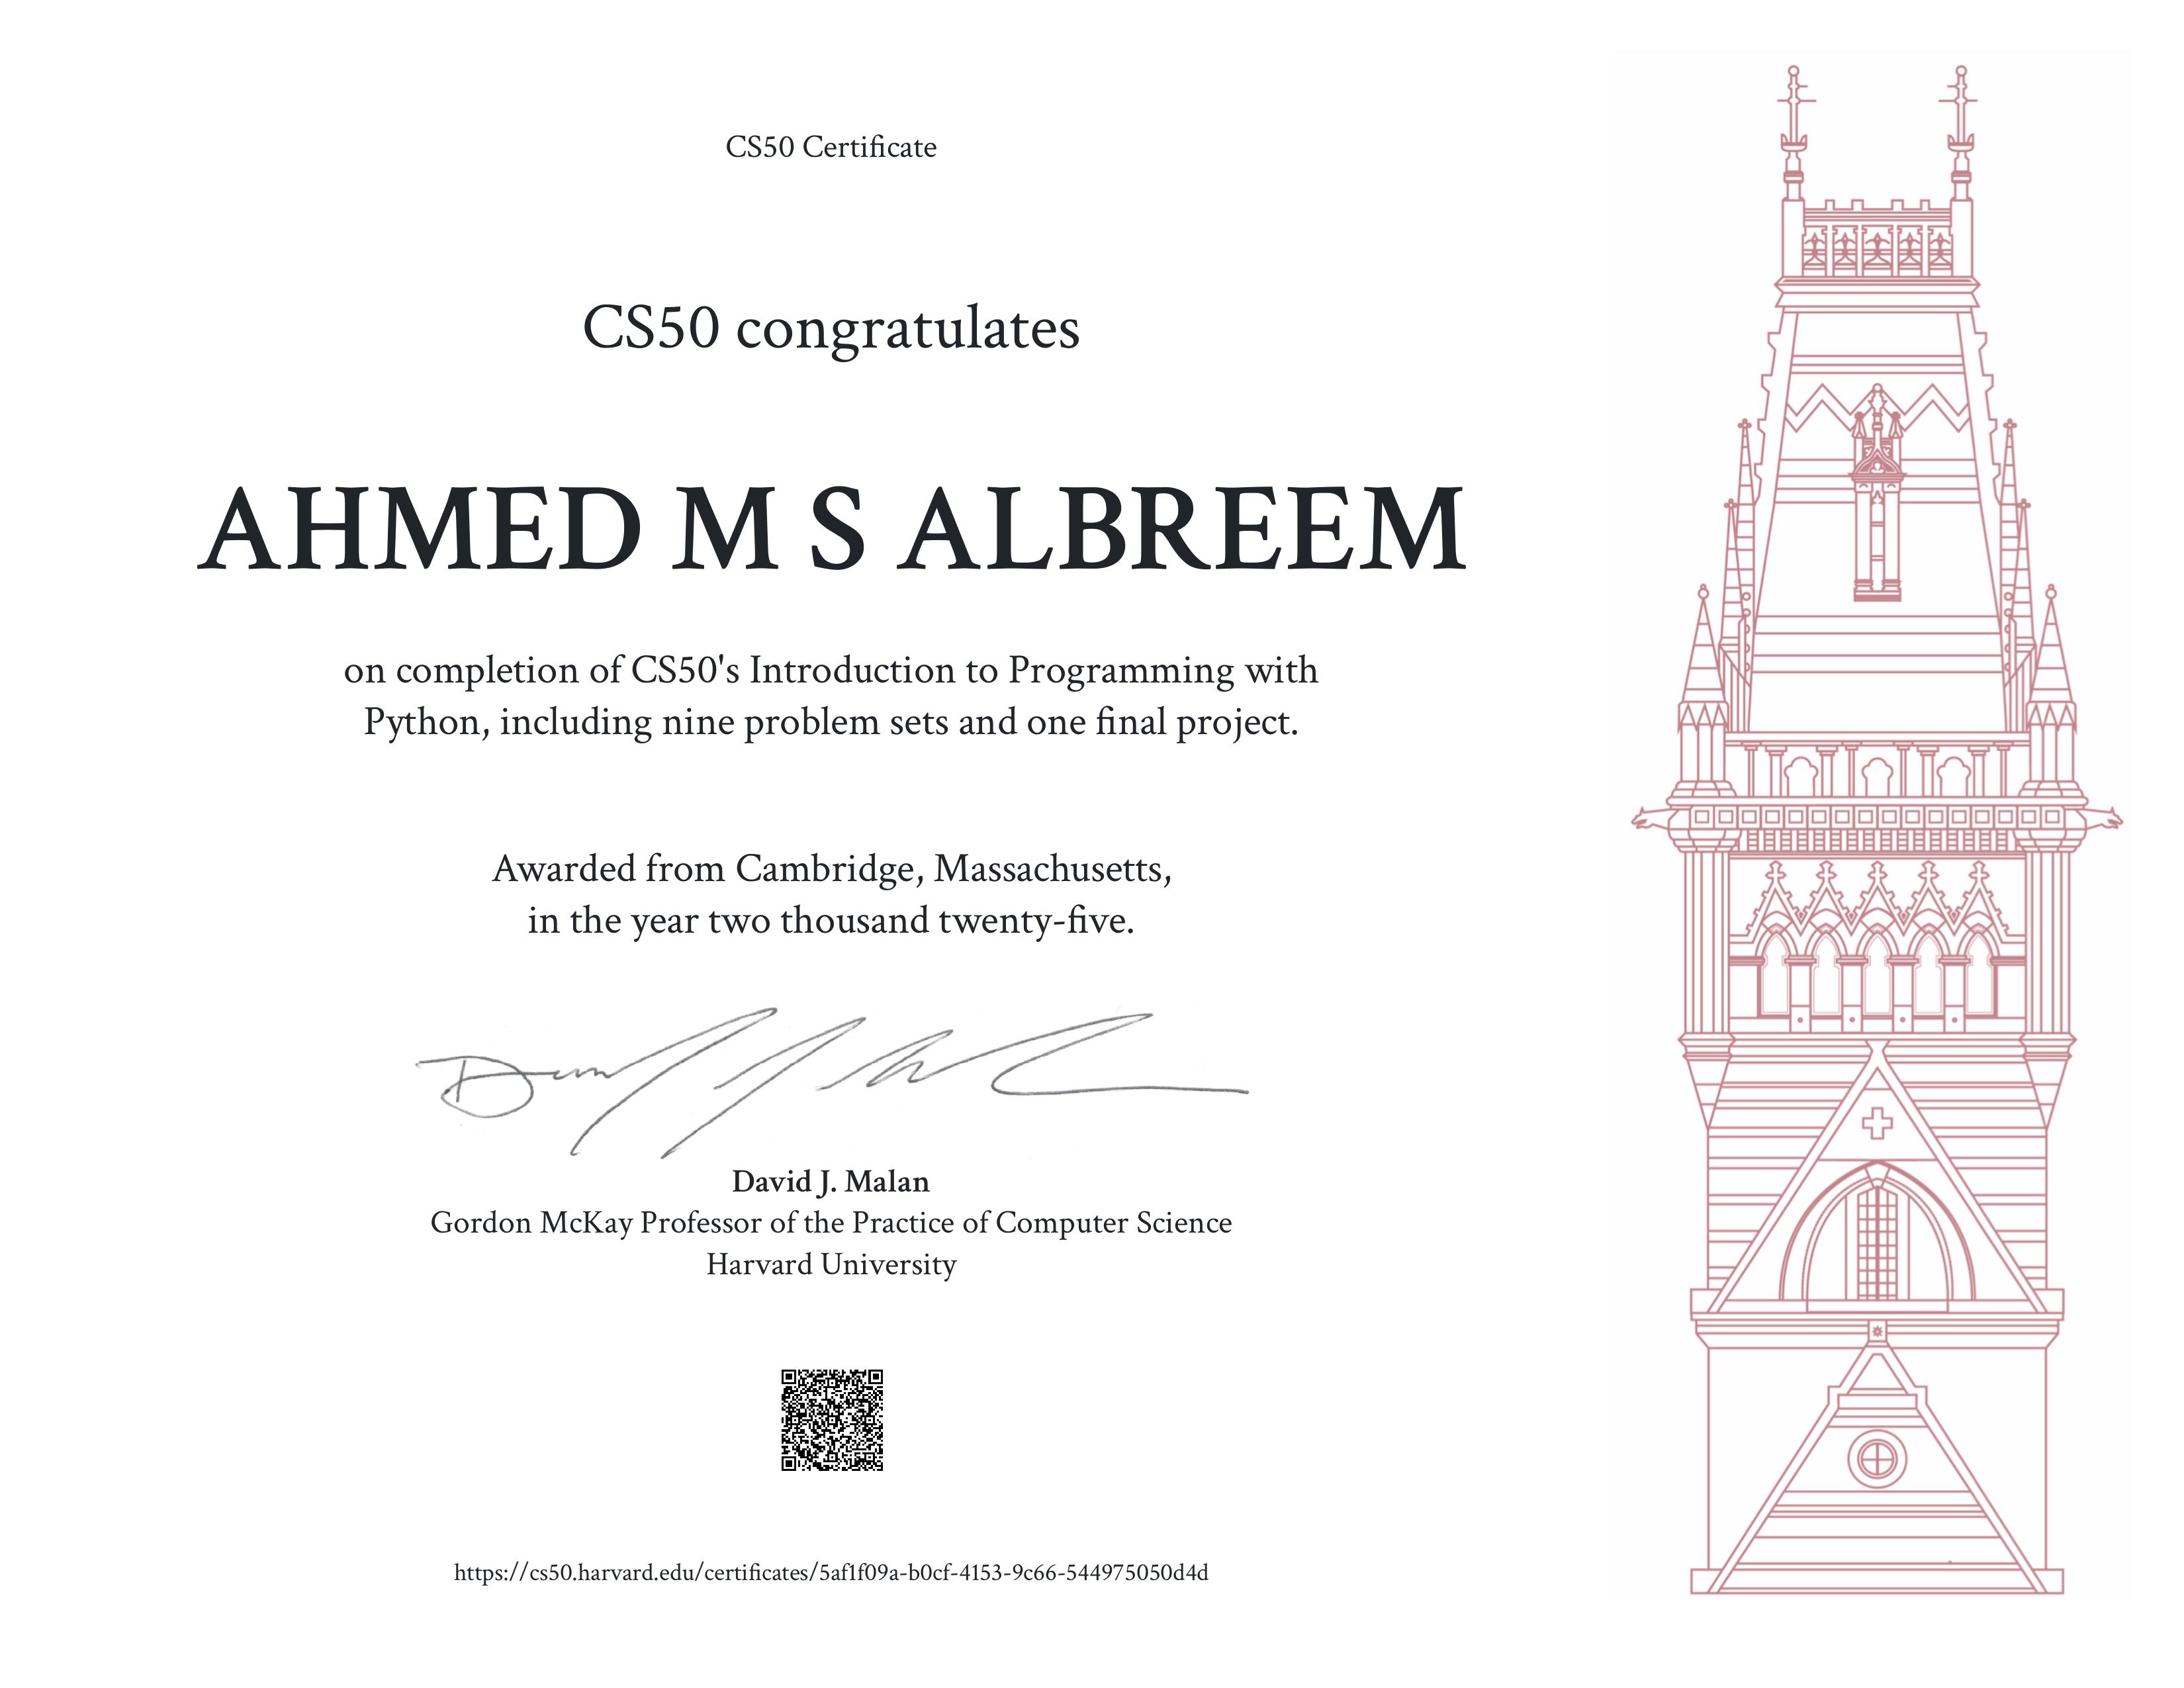 CS50 Certificate
CS50 congratulates
AHMED M S ALBREEM
on completion of CS50's Introduction to Programming with
Python, including nine problem sets and one final project.
Awarded from Cambridge, Massachusetts,
in the year two thousand twenty-five.
David J. Malan
Gordon McKay Professor of the Practice of Computer Science
Harvard University
https://cs50.harvard.edu/certificates/5af1f09a-b0cf-4153-9c66-544975050d4d